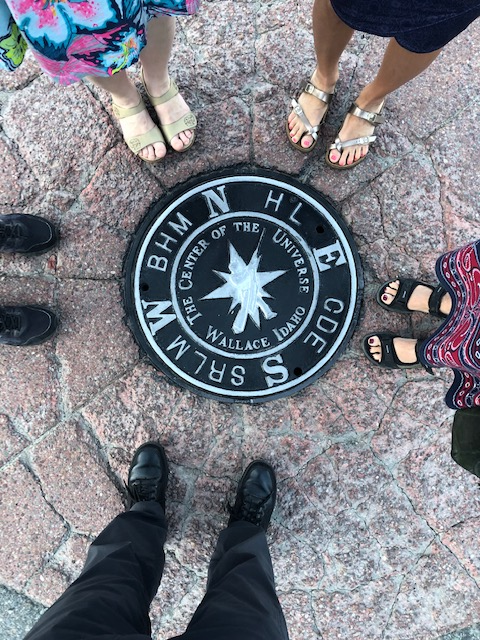 N
HL
E
CDE
S
SRLM
W
BHM
THE CENTER OF THE UNIVERSE
WALLACE IDAHO